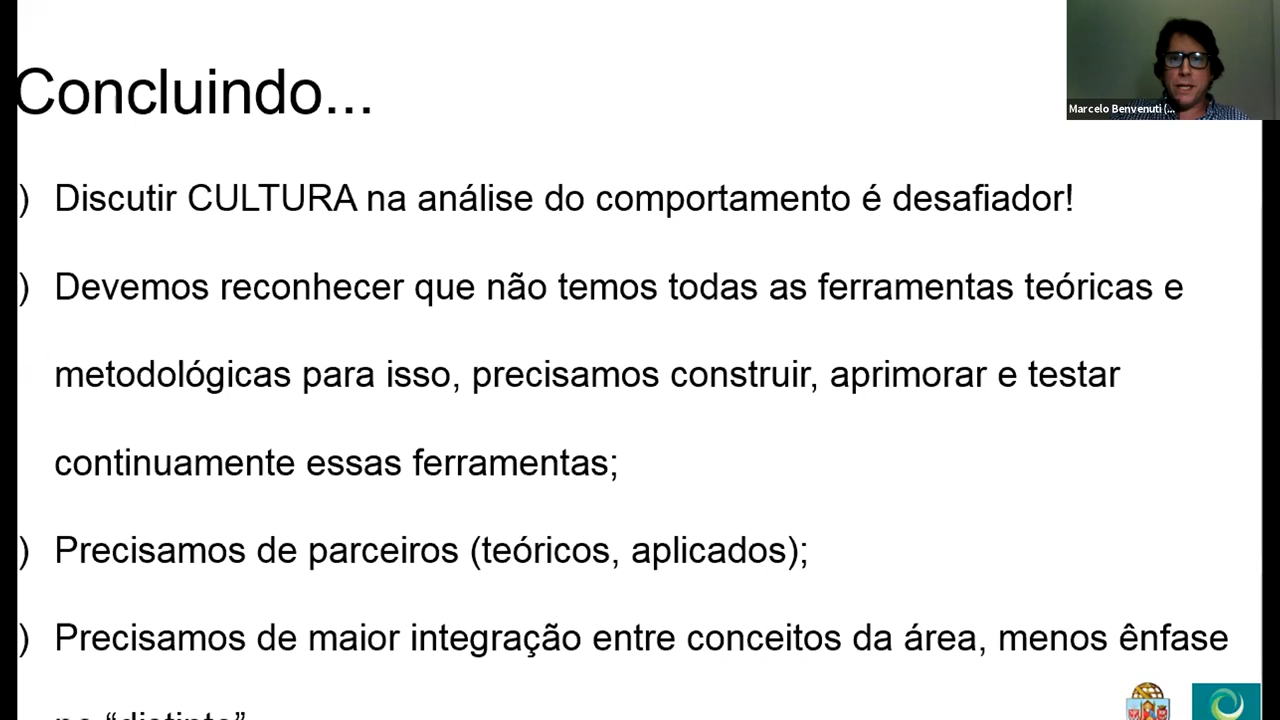 Concluindo...
Marcelo Benvenuti (...
) Discutir CULTURA na análise do comportamento é desafiador!
) Devemos reconhecer que não temos todas as ferramentas teóricas e
metodológicas para isso, precisamos construir, aprimorar e testar
continuamente essas ferramentas;
) Precisamos de parceiros (teóricos, aplicados);
) Precisamos de maior integração entre conceitos da área, menos ênfase
no “distinto”